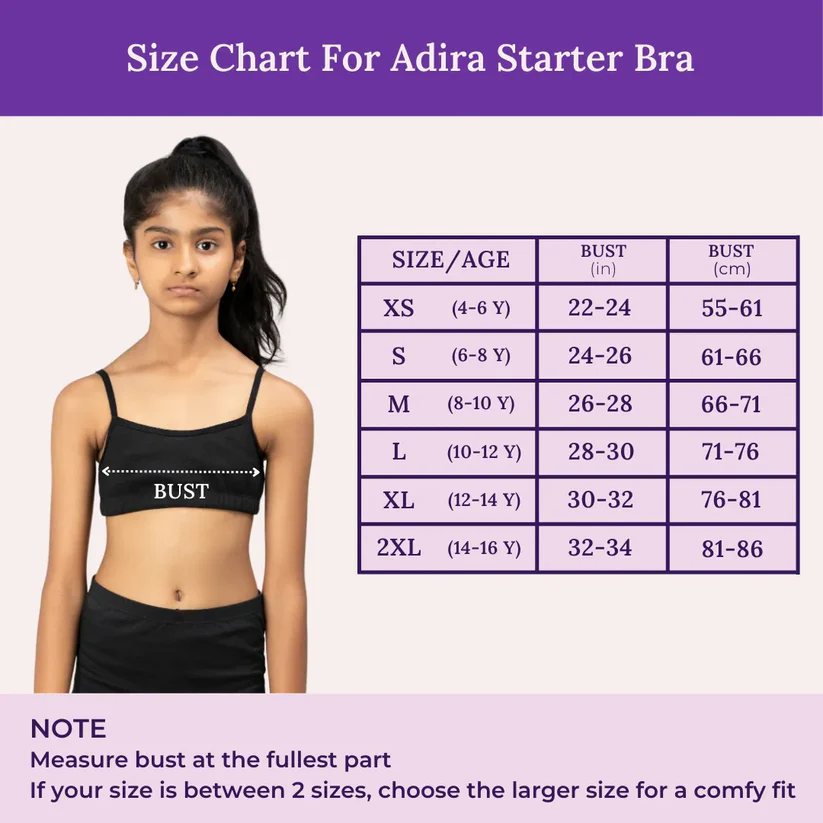 Size Chart For Adira Starter Bra
SIZE/AGE BUST (in) BUST (cm)
XS (4-6 Y) 22-24 55-61
S (6-8 Y) 24-26 61-66
M (8-10 Y) 26-28 66-71
L (10-12 Y) 28-30 71-76
XL (12-14 Y) 30-32 76-81
2XL (14-16 Y) 32-34 81-86
BUST
NOTE
Measure bust at the fullest part
If your size is between 2 sizes, choose the larger size for a comfy fit